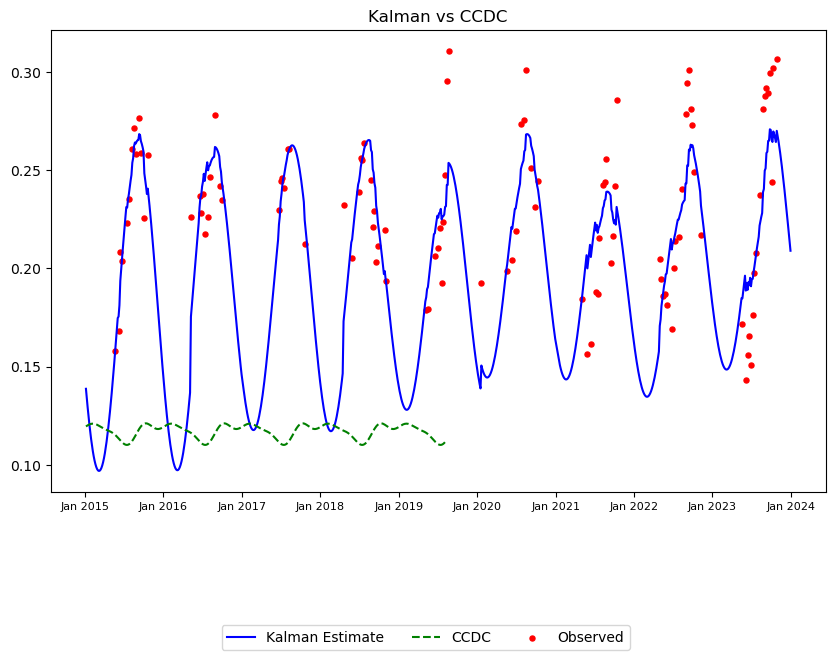 Kalman vs CCDC
0.30
0.25
0.20
0.15
0.10
Jan 2015 Jan 2016 Jan 2017 Jan 2018 Jan 2019 Jan 2020 Jan 2021 Jan 2022 Jan 2023 Jan 2024
Kalman Estimate CCDC Observed